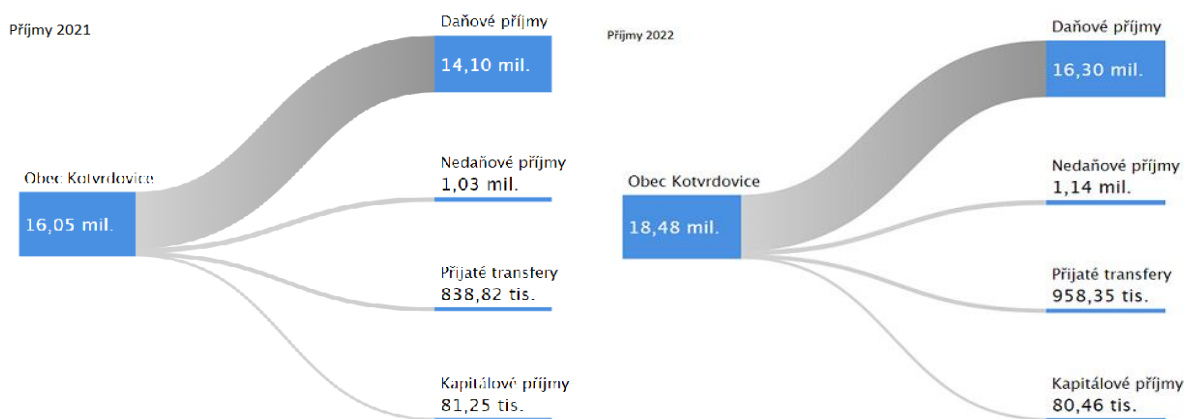 Příjmy 2021
Daňové příjmy
14,10 mil.
Nedaňové příjmy
1,03 mil.
Obec Kotvrdovice
16,05 mil.
Přijaté transfery
838,82 tis.
Kapitálové příjmy
81,25 tis.
Příjmy 2022
Daňové příjmy
16,30 mil.
Nedaňové příjmy
1,14 mil.
Obec Kotvrdovice
18,48 mil.
Přijaté transfery
958,35 tis.
Kapitálové příjmy
80,46 tis.